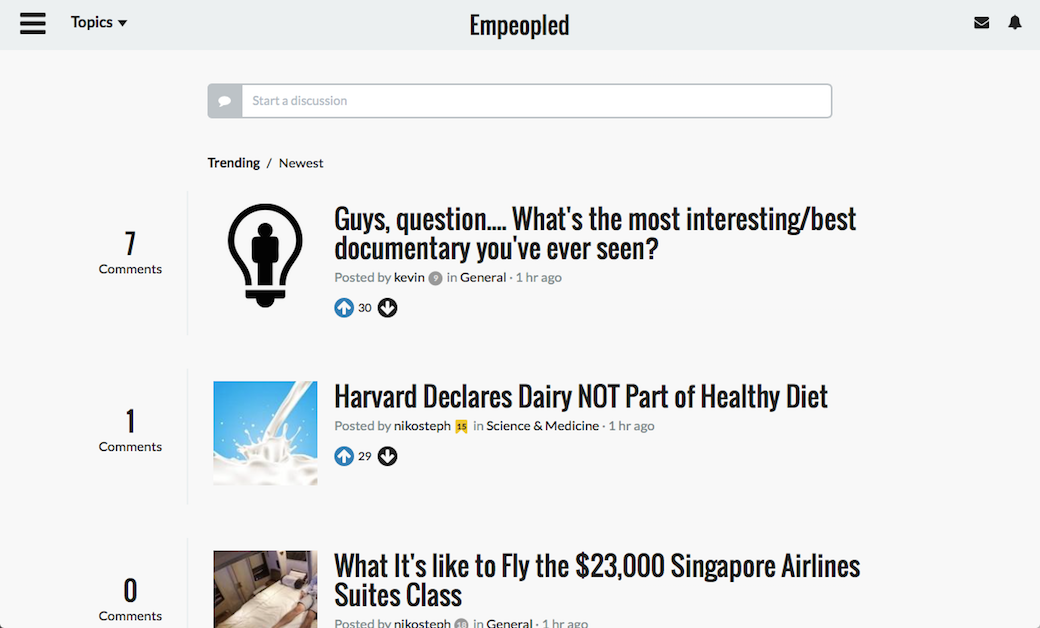 Topics
Empeopled
Start a discussion
Trending / Newest
7
Comments
Guys, question.... What's the most interesting/best
documentary you've ever seen?
Posted by kevin 9 in General · 1 hr ago
30
1
Comments
Harvard Declares Dairy NOT Part of Healthy Diet
Posted by nikosteph 15 in Science & Medicine · 1 hr ago
29
0
Comments
What It's like to Fly the $23,000 Singapore Airlines
Suites Class
Posted by nikosteph 18 in General · 1 hr ago